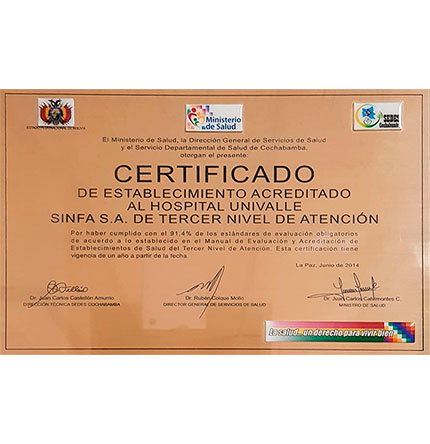 ESTADO PLURINACIONAL DE BOLIVIA
Ministerio
de Salud
SEDES
Cochabamba
El Ministerio de Salud, la Dirección General de Servicios de Salud
y el Servicio Departamental de Salud de Cochabamba,
otorgan el presente:
CERTIFICADO
DE ESTABLECIMIENTO ACREDITADO
AL HOSPITAL UNIVALLE
SINFA S.A. DE TERCER NIVEL DE ATENCIÓN
Por haber cumplido con el 91,4% de los estándares de evaluación obligatorios
de acuerdo a lo establecido en el Manual de Evaluación y Acreditación de
Establecimientos de Salud del Tercer Nivel de Atención. Esta certificación tiene
vigencia de un año a partir de la fecha.
La Paz, Junio de 2014
Dr. Juan Carlos Castellón Amurrio
DIRECCIÓN TÉCNICA SEDES COCHABAMBA
Dr. Rubén Colque Mollo
DIRECTOR GENERAL DE SERVICIOS DE SALUD
Dr. Juan Carlos Calvimontes C.
MINISTRO DE SALUD
La salud...un derecho para vivir bien